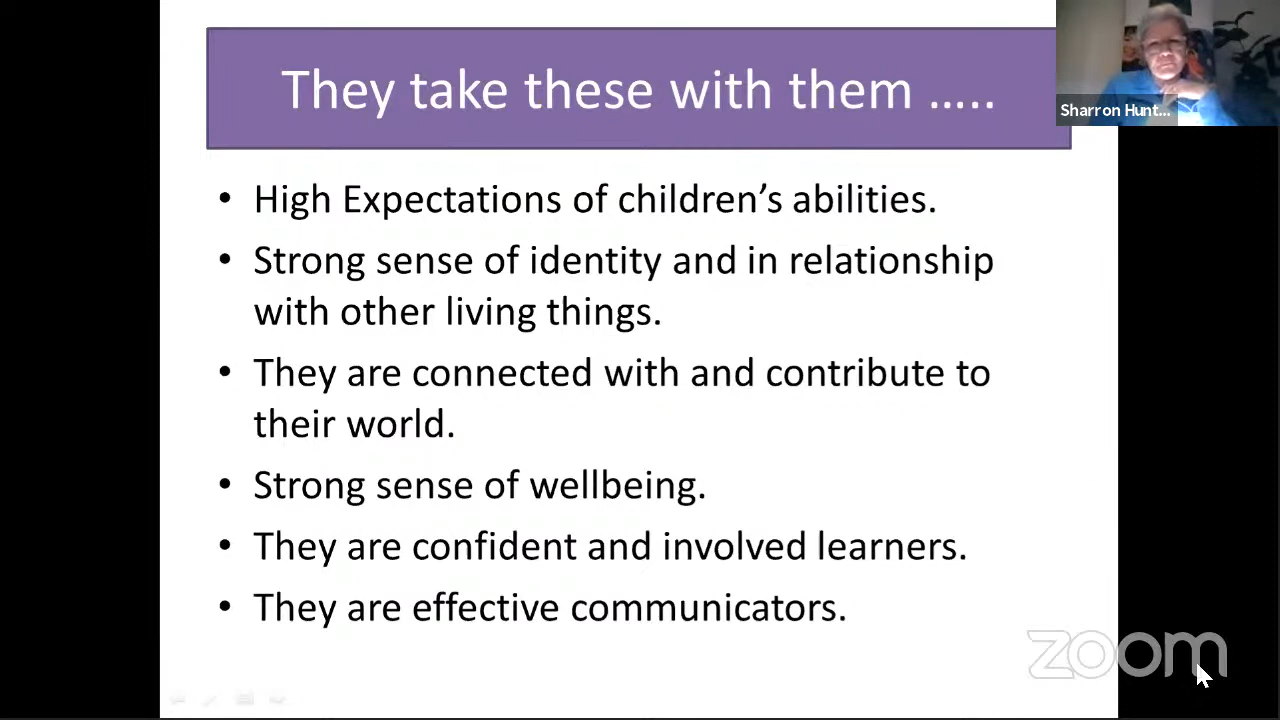 They take these with them …..
Sharron Hunt...
• High Expectations of children’s abilities.
• Strong sense of identity and in relationship
with other living things.
• They are connected with and contribute to
their world.
• Strong sense of wellbeing.
• They are confident and involved learners.
• They are effective communicators.
zoom